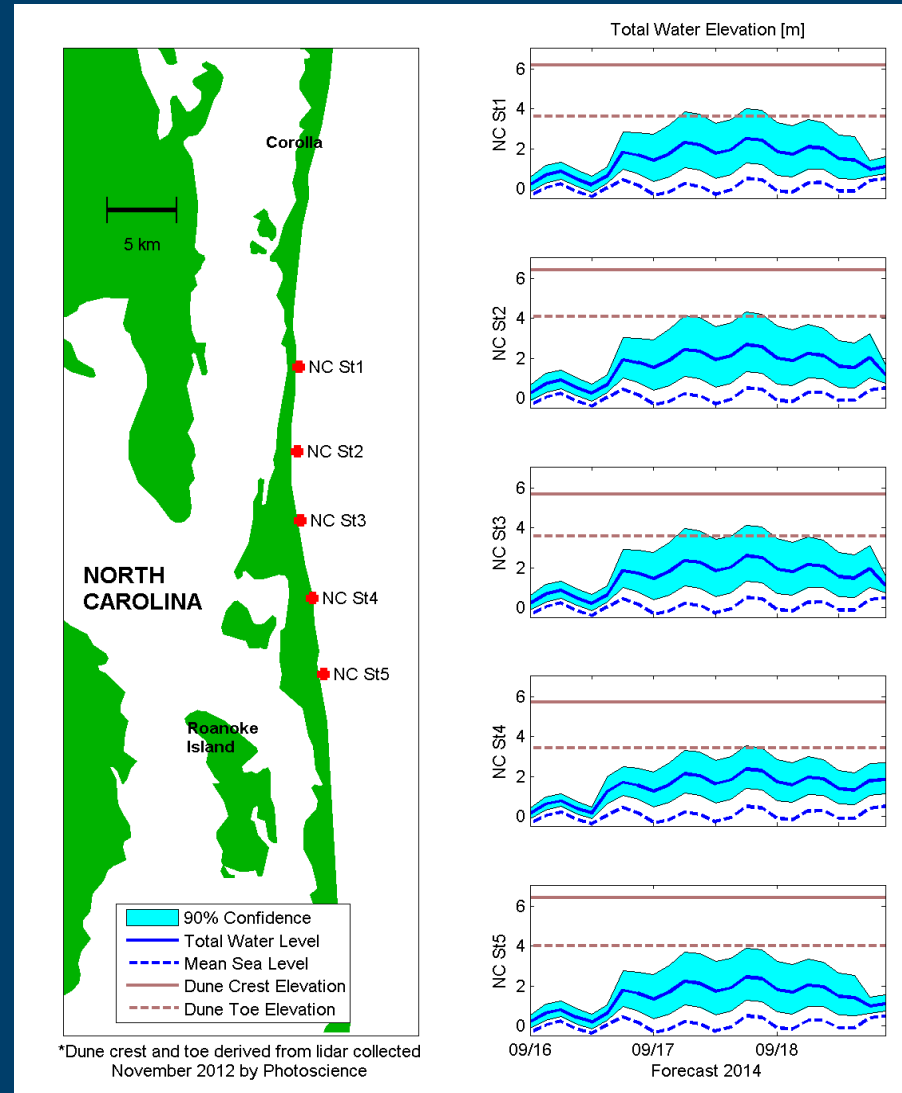 Corolla
5 km
NC St1
NC St2
NC St3
NORTH
CAROLINA
NC St4
NC St5
Roanoke
Island
90% Confidence
Total Water Level
Mean Sea Level
Dune Crest Elevation
Dune Toe Elevation
*Dune crest and toe derived from lidar collected
November 2012 by Photoscience
Total Water Elevation [m]
NC St1
6
4
2
0
NC St2
6
4
2
0
NC St3
6
4
2
0
NC St4
6
4
2
0
NC St5
6
4
2
0
09/16 09/17 09/18
Forecast 2014